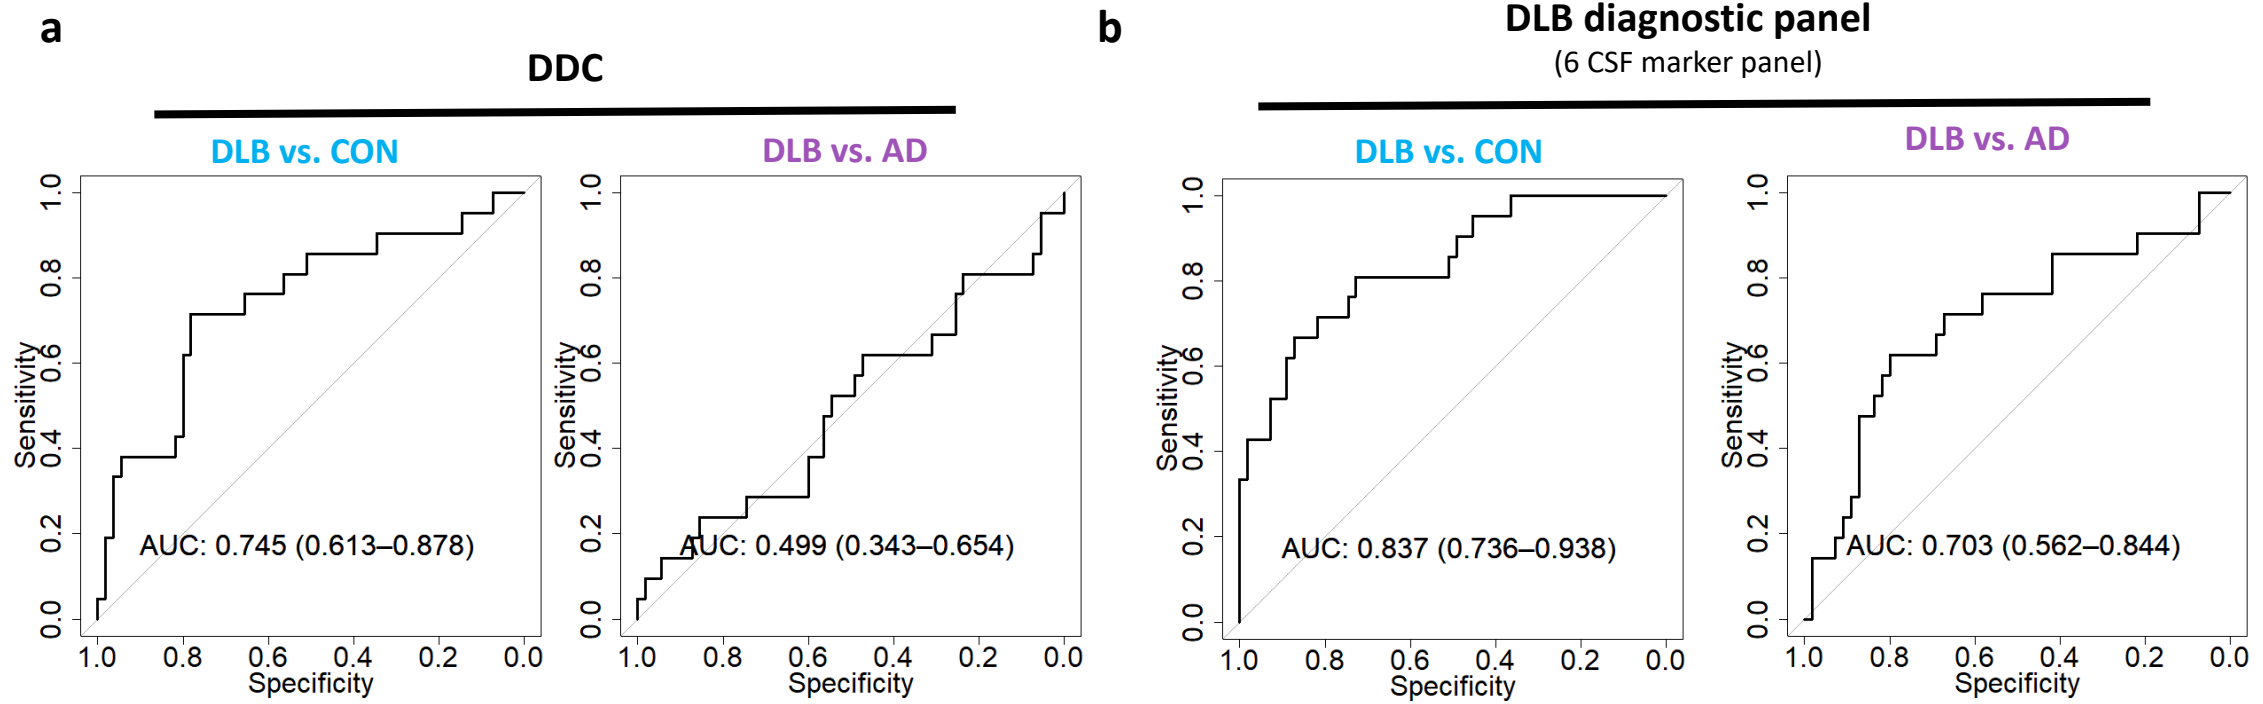 a
DDC
DLB vs. CON
DLB vs. AD
Sensitivity
0.0 0.2 0.4 0.6 0.8 1.0
AUC: 0.745 (0.613–0.878)
1.0 0.8 0.6 0.4 0.2 0.0
Specificity
Sensitivity
0.0 0.2 0.4 0.6 0.8 1.0
AUC: 0.499 (0.343–0.654)
1.0 0.8 0.6 0.4 0.2 0.0
Specificity
b
DLB diagnostic panel
(6 CSF marker panel)
DLB vs. CON
DLB vs. AD
Sensitivity
0.0 0.2 0.4 0.6 0.8 1.0
AUC: 0.837 (0.736–0.938)
1.0 0.8 0.6 0.4 0.2 0.0
Specificity
Sensitivity
0.0 0.2 0.4 0.6 0.8 1.0
AUC: 0.703 (0.562–0.844)
1.0 0.8 0.6 0.4 0.2 0.0
Specificity